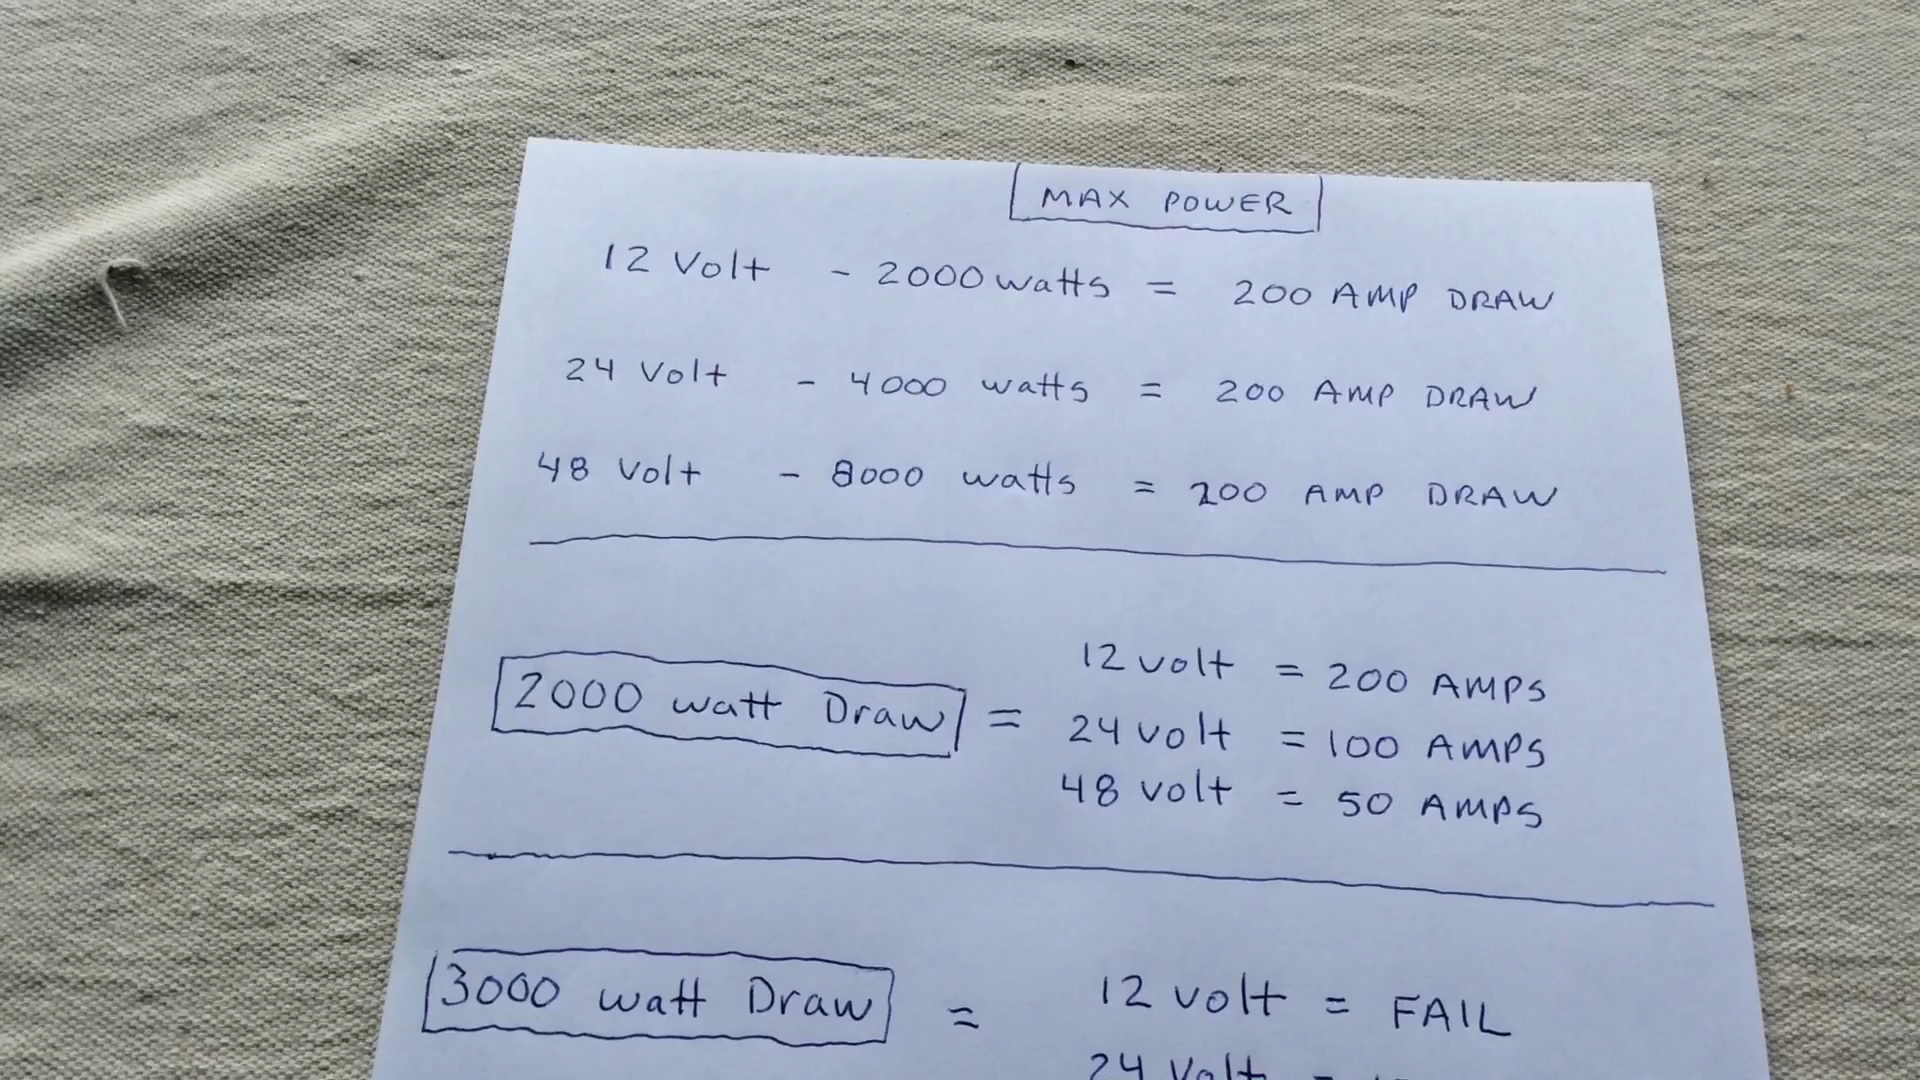 MAX POWER
12 Volt - 2000 watts = 200 AMP DRAW
24 Volt - 4000 watts = 200 AMP DRAW
48 Volt - 8000 watts = 200 AMP DRAW
2000 watt Draw =
12 volt = 200 AMPS
24 volt = 100 AMPS
48 volt = 50 AMPS
3000 watt Draw =
12 volt = FAIL
24 Volt =